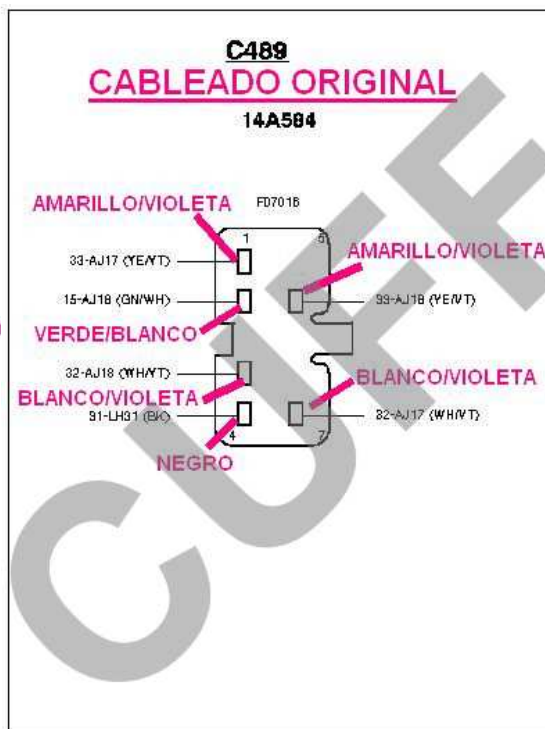 C489
CABLEADO ORIGINAL
14A584
AMARILLO/VIOLETA
FD701B
1
5
AMARILLO/VIOLETA
33-AJ17 (YE/VT)
15-AJ18 (GN/WH)
33-AJ18 (YE/VT)
VERDE/BLANCO
32-AJ18 (WH/VT)
BLANCO/VIOLETA
BLANCO/VIOLETA
91-LH31 (BK)
32-AJ17 (WH/VT)
4
7
NEGRO
CUFF